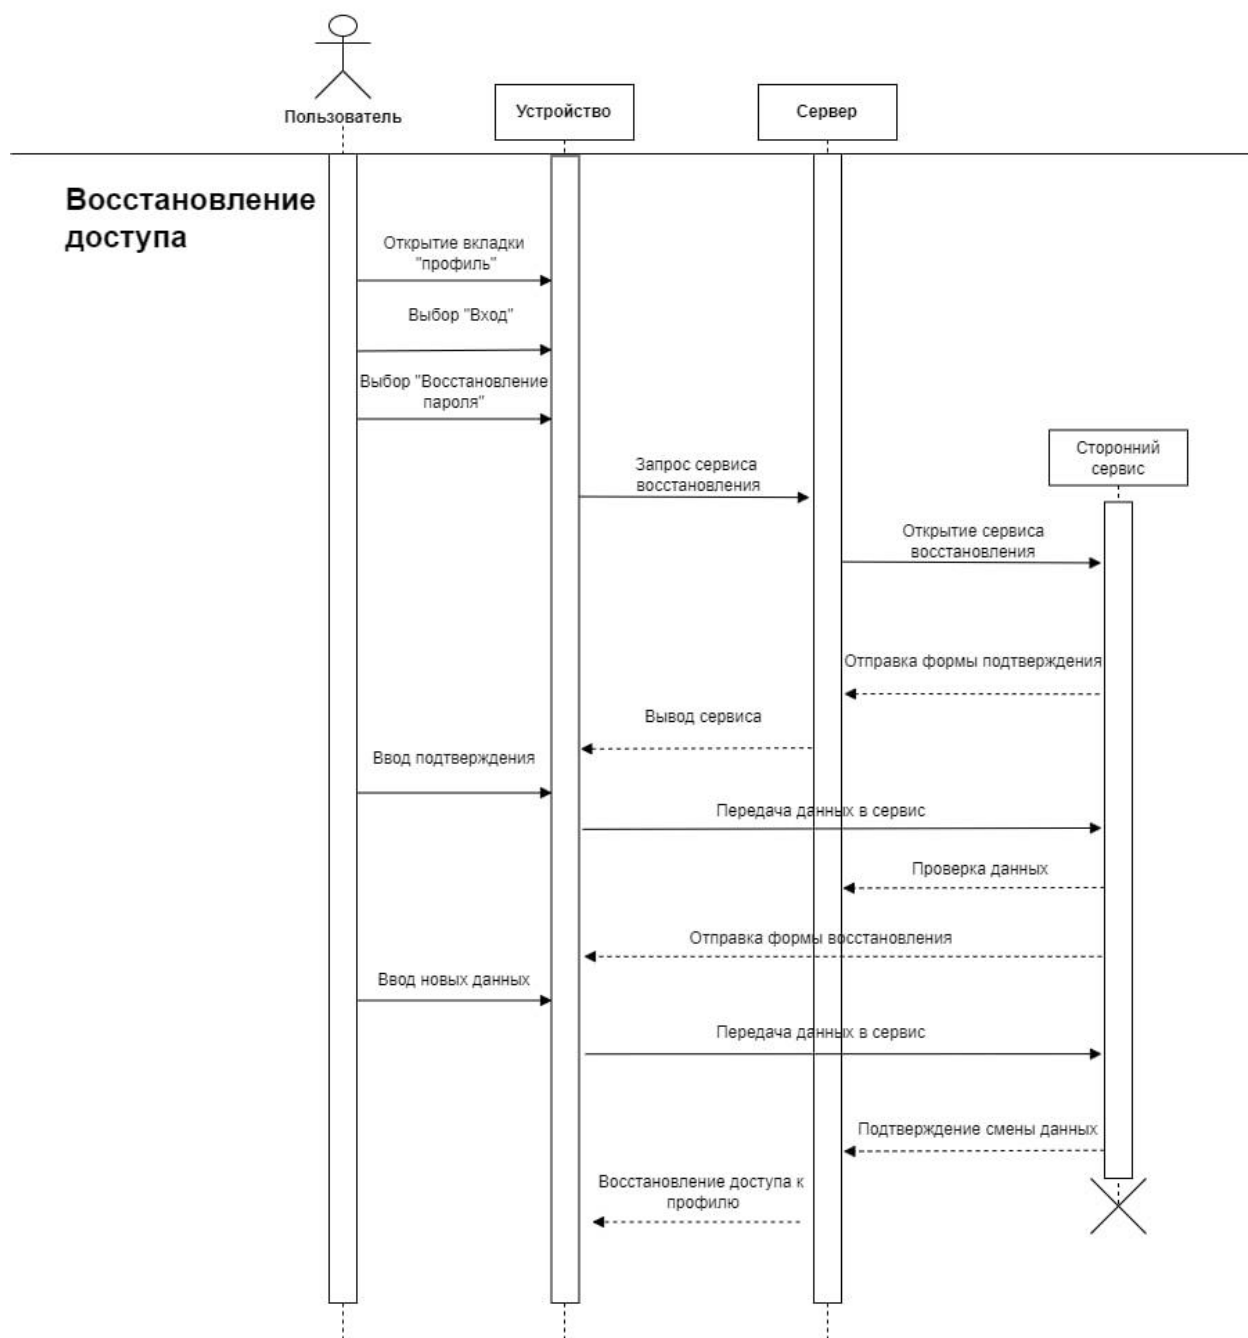 Пользователь
Устройство
Сервер
Восстановление
доступа
Открытие вкладки
"профиль"
Выбор "Вход"
Выбор "Восстановление
пароля"
Сторонний
сервис
Запрос сервиса
восстановления
Открытие сервиса
восстановления
Отправка формы подтверждения
Вывод сервиса
Ввод подтверждения
Передача данных в сервис
Проверка данных
Отправка формы восстановления
Ввод новых данных
Передача данных в сервис
Подтверждение смены данных
Восстановление доступа к
профилю